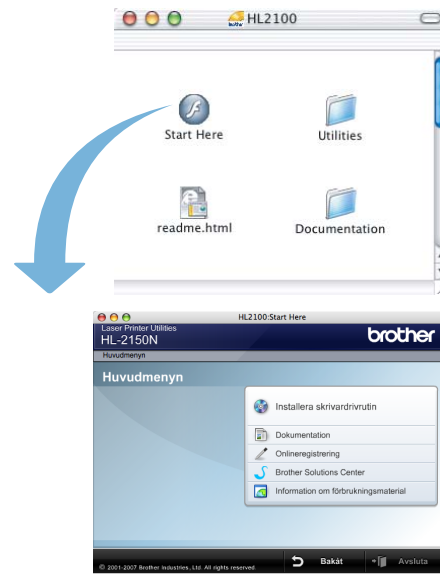 brother HL2100
Start Here
Utilities
readme.html
Documentation
HL2100:Start Here
Laser Printer Utilities
HL-2150N
brother
Huvudmenyn
Huvudmenyn
Installera skrivardrivrutin
Dokumentation
Onlineregistrering
Brother Solutions Center
Information om förbrukningsmaterial
© 2001-2007 Brother Industries, Ltd. All rights reserved.
Bakåt
Avsluta